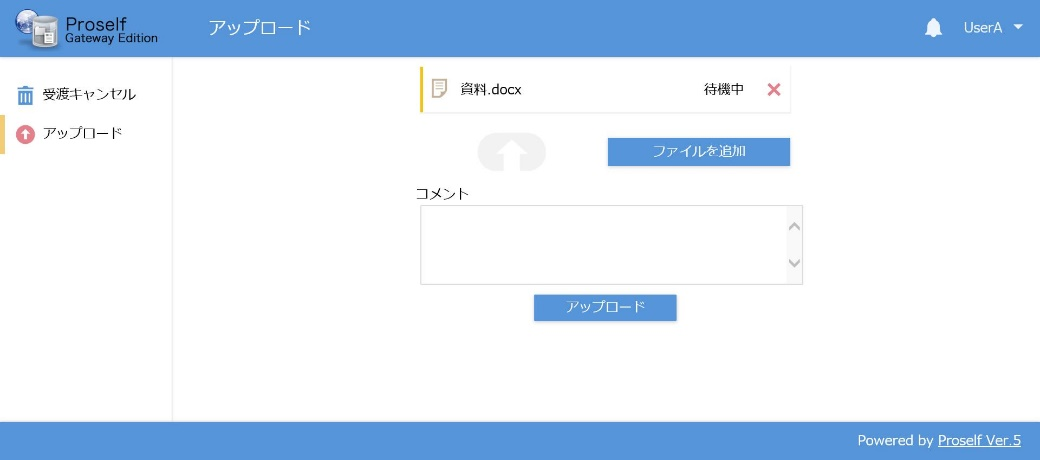 Proself
Gateway Edition
アップロード
UserA
受渡キャンセル
アップロード
資料.docx
待機中
ファイルを追加
コメント
アップロード
Powered by Proself Ver.5